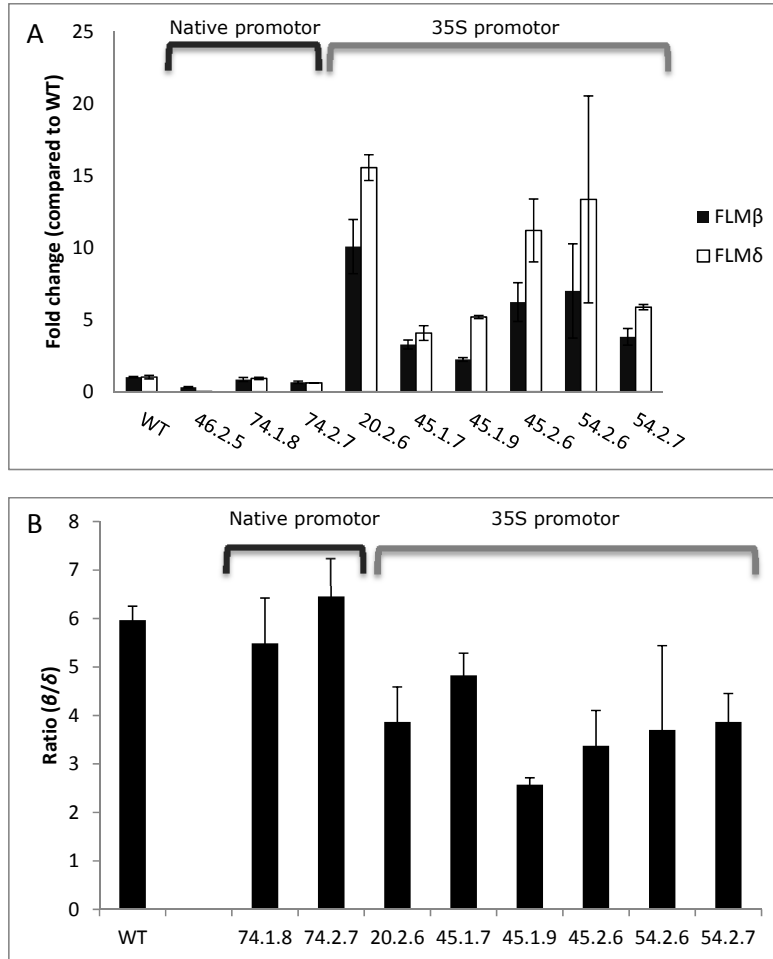 A
Native promotor
35S promotor
25
20
15
10
5
0
Fold change (compared to WT)
FLMβ
FLMδ
WT
46.2.5
74.1.8
74.2.7
20.2.6
45.1.7
45.1.9
45.2.6
54.2.6
54.2.7
B
Native promotor
35S promotor
8
7
6
5
4
3
2
1
0
Ratio (β/δ)
WT
74.1.8
74.2.7
20.2.6
45.1.7
45.1.9
45.2.6
54.2.6
54.2.7